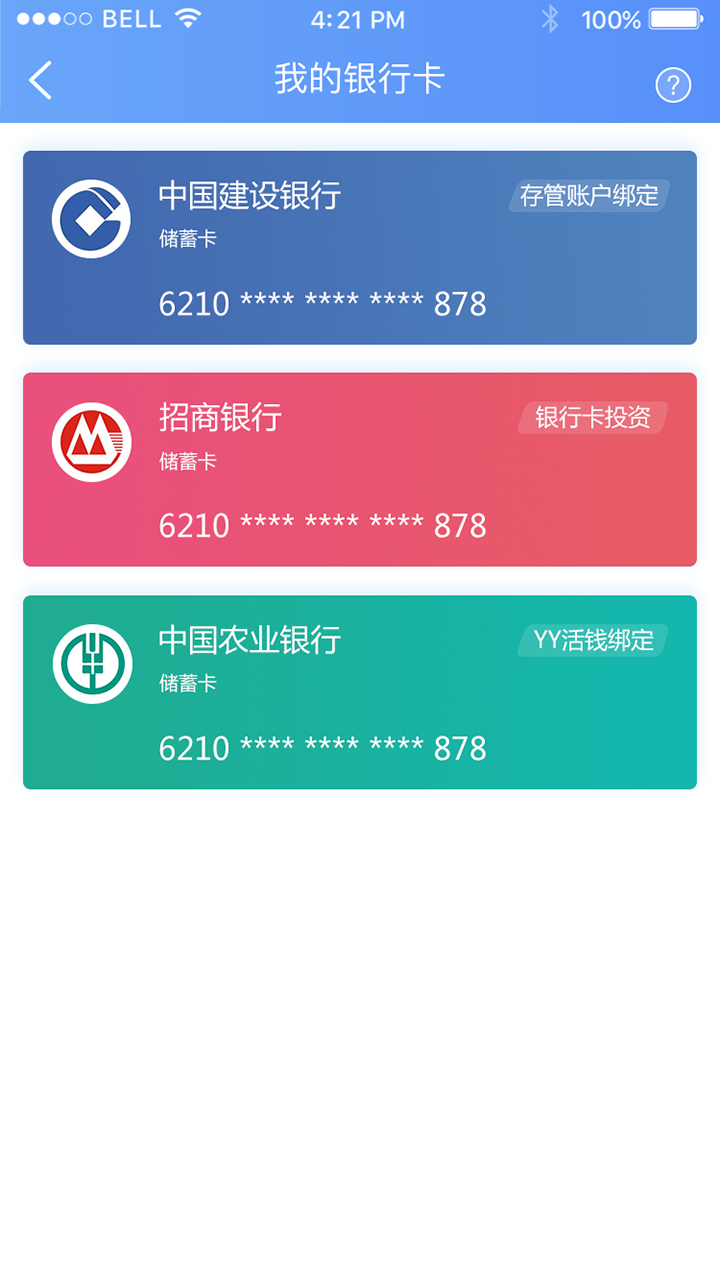 BELL 4:21 PM 100%
我的银行卡 ?
中国建设银行 存管账户绑定
储蓄卡
6210 **** **** **** 878
招商银行 银行卡投资
储蓄卡
6210 **** **** **** 878
中国农业银行 YY活钱绑定
储蓄卡
6210 **** **** **** 878